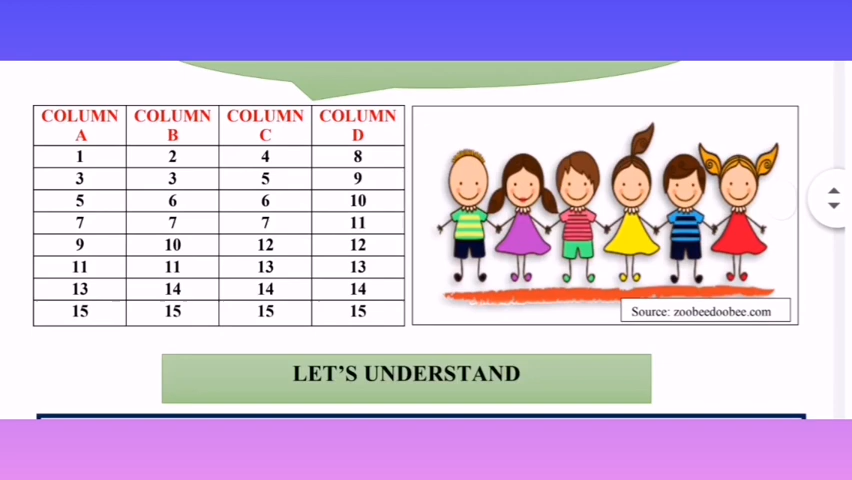 COLUMN A COLUMN B COLUMN C COLUMN D
1 2 4 8
3 3 5 9
5 6 6 10
7 7 7 11
9 10 12 12
11 11 13 13
13 14 14 14
15 15 15 15
Source: zoobeedoobee.com
LET'S UNDERSTAND